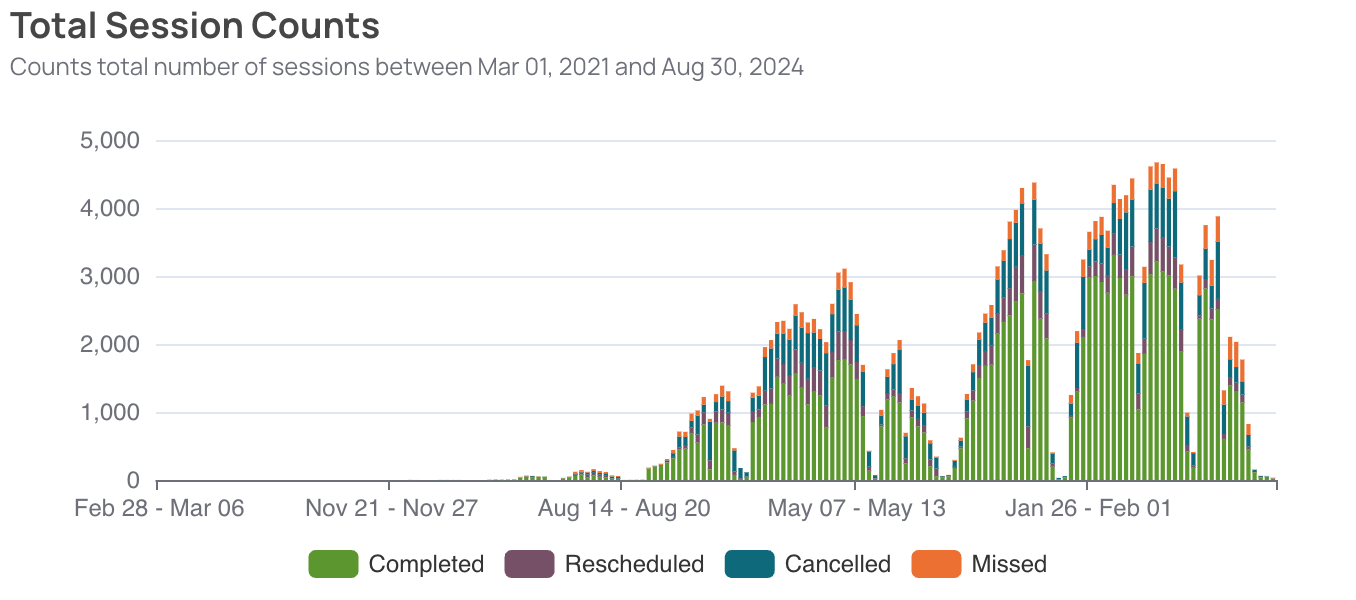 Total Session Counts
Counts total number of sessions between Mar 01, 2021 and Aug 30, 2024
5,000
4,000
3,000
2,000
1,000
0
Feb 28 - Mar 06 Nov 21 - Nov 27 Aug 14 - Aug 20 May 07 - May 13 Jan 26 - Feb 01
Completed Rescheduled Cancelled Missed